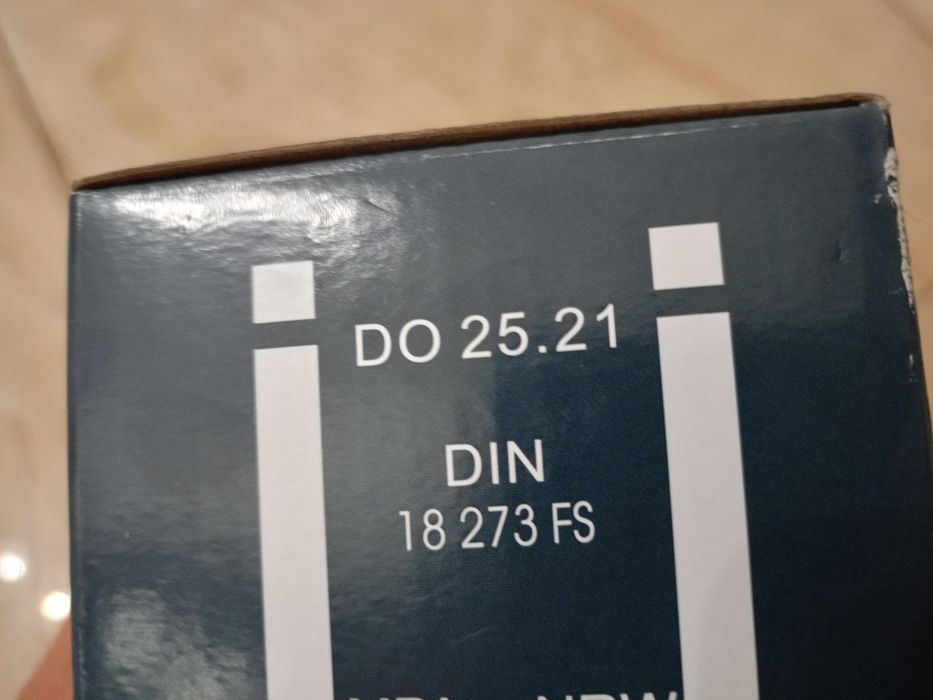 DO 25.21
DIN
18 273 FS